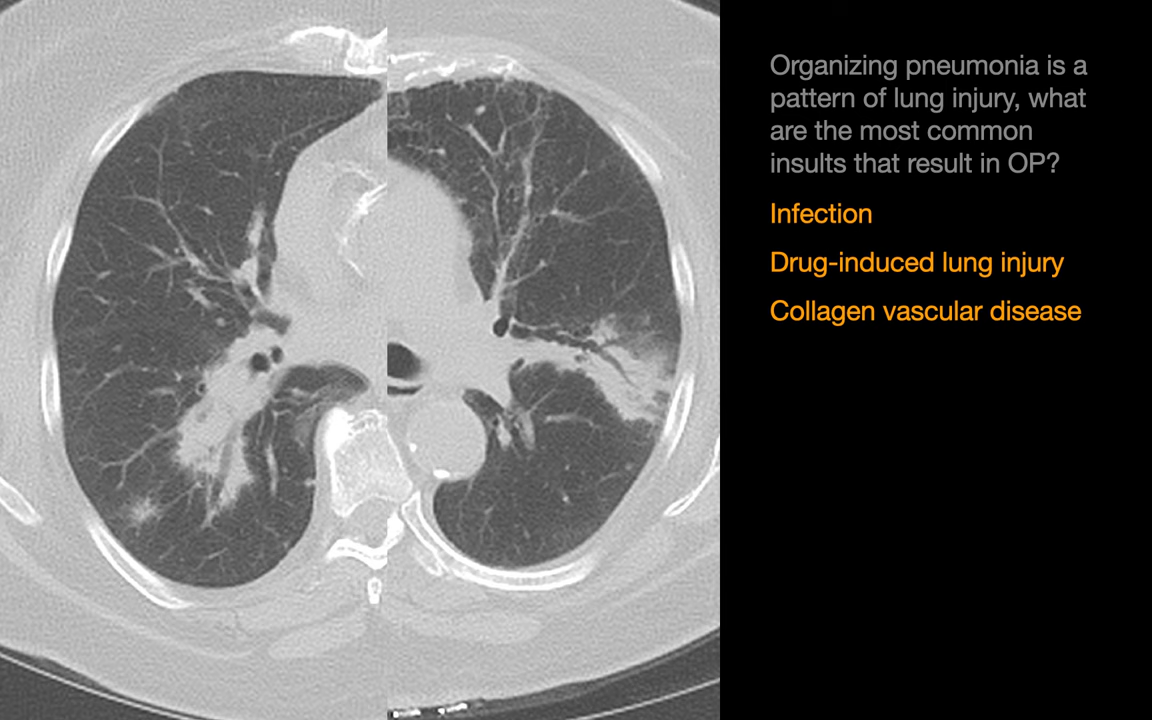 Organizing pneumonia is a
pattern of lung injury, what
are the most common
insults that result in OP?
Infection
Drug-induced lung injury
Collagen vascular disease